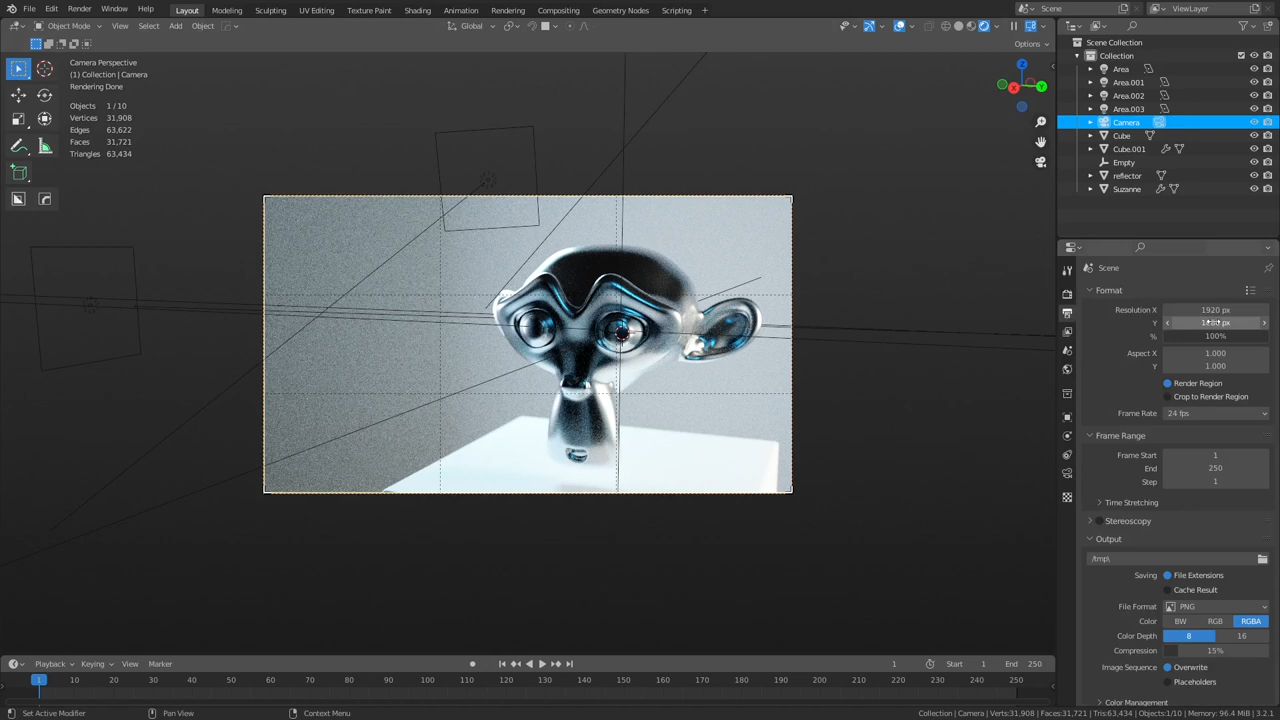 File Edit Render Window Help Layout Modeling Sculpting UV Editing Texture Paint Shading Animation Rendering Compositing Geometry Nodes Scripting + Scene ViewLayer
Object Mode View Select Add Object Global
Options
Camera Perspective
(1) Collection | Camera
Rendering Done
Objects 1 / 10
Vertices 31,908
Edges 63,622
Faces 31,721
Triangles 63,434
Z
X
Y
Scene Collection
Collection
Area
Area.001
Area.002
Area.003
Camera
Cube
Cube.001
Empty
reflector
Suzanne
Scene
Format
Resolution X 1920 px
Y px
% 100%
Aspect X 1.000
Y 1.000
Render Region
Crop to Render Region
Frame Rate 24 fps
Frame Range
Frame Start 1
End 250
Step 1
Time Stretching
Stereoscopy
Output
/tmp\
Saving File Extensions
Cache Result
File Format PNG
Color BW RGB RGBA
Color Depth 8 16
Compression 15%
Image Sequence Overwrite
Placeholders
Color Management
Playback Keying View Marker 1 Start 1 End 250
1 10 20 30 40 50 60 70 80 90 100 110 120 130 140 150 160 170 180 190 200 210 220 230 240 250
Set Active Modifier Pan View Context Menu Collection | Camera | Verts:31,908 | Faces:31,721 | Tris:63,434 | Objects:1/10 | Memory: 96.4 MiB | 3.2.1